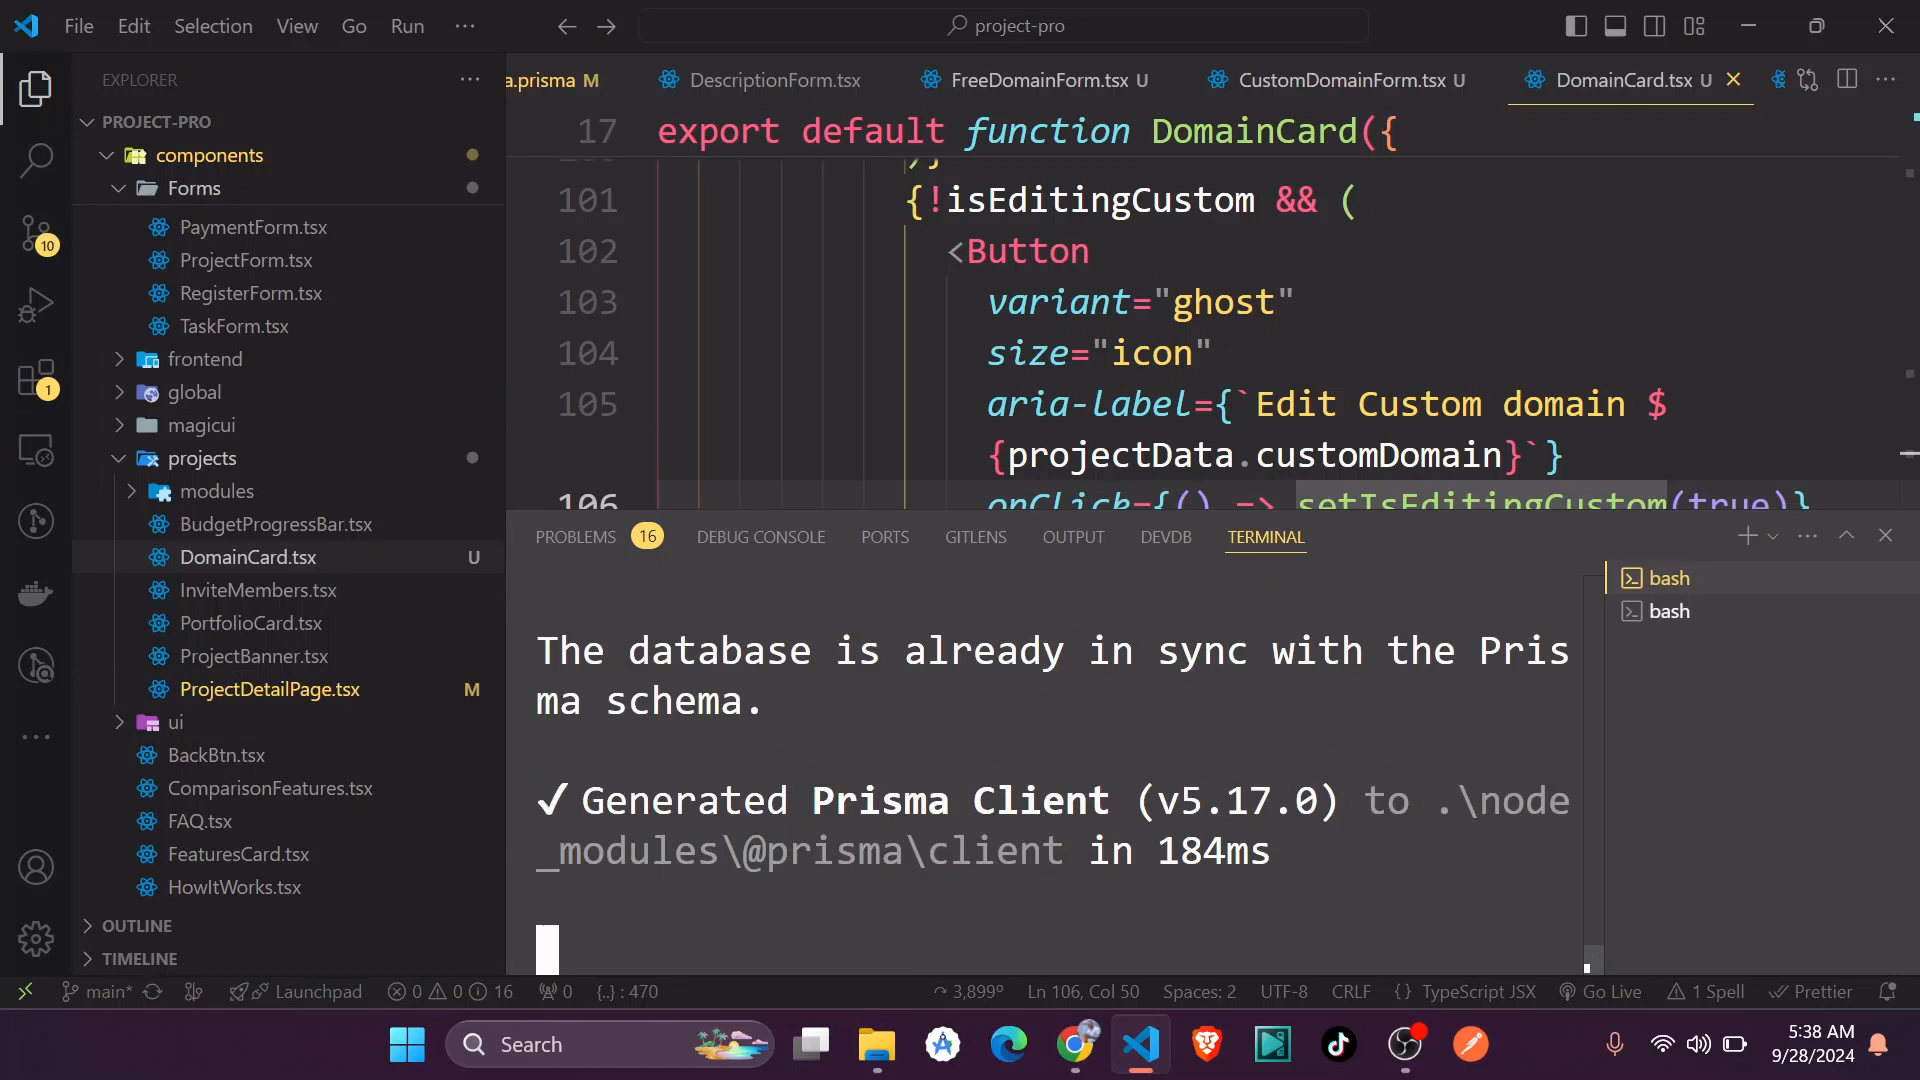 File Edit Selection View Go Run ···
project-pro
EXPLORER
PROJECT-PRO
components
Forms
PaymentForm.tsx
ProjectForm.tsx
RegisterForm.tsx
TaskForm.tsx
frontend
global
magicui
projects
modules
BudgetProgressBar.tsx
DomainCard.tsx U
InviteMembers.tsx
PortfolioCard.tsx
ProjectBanner.tsx
ProjectDetailPage.tsx M
ui
BackBtn.tsx
ComparisonFeatures.tsx
FAQ.tsx
FeaturesCard.tsx
HowItWorks.tsx
OUTLINE
TIMELINE
10
1
a.prisma M DescriptionForm.tsx FreeDomainForm.tsx U CustomDomainForm.tsx U DomainCard.tsx U
17 export default function DomainCard({
101 {!isEditingCustom && (
102 <Button
103 variant="ghost"
104 size="icon"
105 aria-label={`Edit Custom domain $
{projectData.customDomain}`}
106 onClick={() => setIsEditingCustom(true)}
PROBLEMS 16 DEBUG CONSOLE PORTS GITLENS OUTPUT DEVDB TERMINAL
The database is already in sync with the Pris
ma schema.
✔ Generated Prisma Client (v5.17.0) to .\node
_modules\@prisma\client in 184ms
bash
bash
main* Launchpad 0 0 16 0 {..} : 470 3,899° Ln 106, Col 50 Spaces: 2 UTF-8 CRLF {} TypeScript JSX Go Live 1 Spell Prettier
Search
5:38 AM
9/28/2024